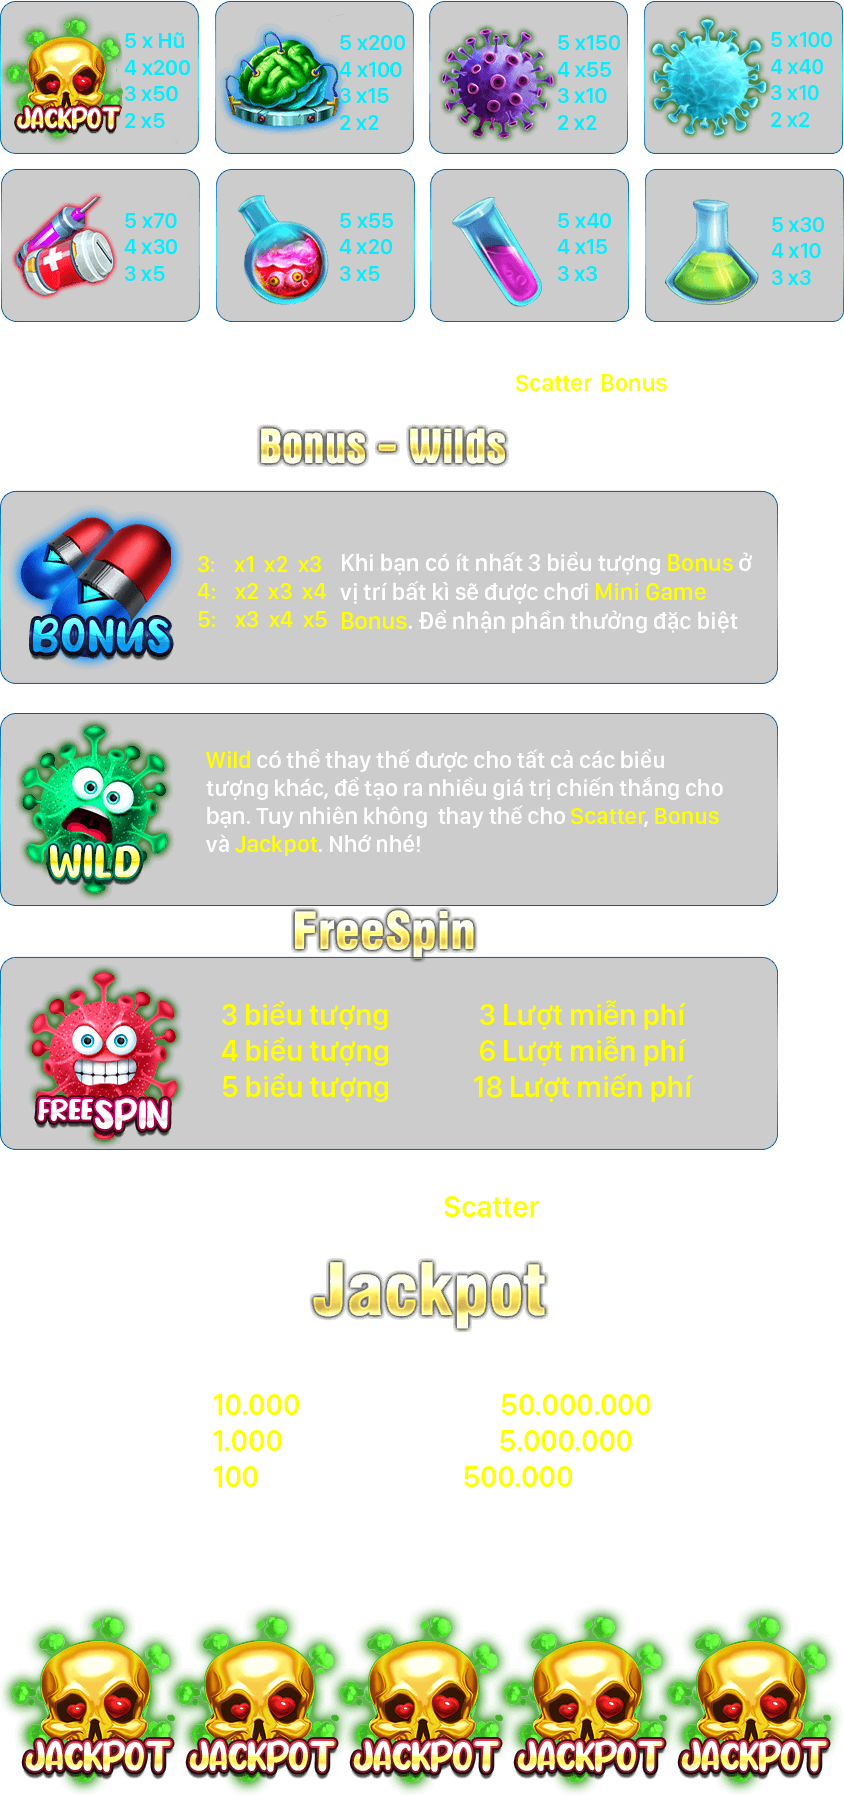 5 x Hũ
4 x200
3 x50
2 x5
JACKPOT
5 x200
4 x100
3 x15
2 x2
5 x150
4 x55
3 x10
2 x2
5 x100
4 x40
3 x10
2 x2
5 x70
4 x30
3 x5
5 x55
4 x20
3 x5
5 x40
4 x15
3 x3
5 x30
4 x10
3 x3
Scatter Bonus
Bonus - Wilds
BONUS
3: x1 x2 x3
4: x2 x3 x4
5: x3 x4 x5
Khi bạn có ít nhất 3 biểu tượng Bonus ở
vị trí bất kì sẽ được chơi Mini Game
Bonus. Để nhận phần thưởng đặc biệt
WILD
Wild có thể thay thế được cho tất cả các biểu
tượng khác, để tạo ra nhiều giá trị chiến thắng cho
bạn. Tuy nhiên không thay thế cho Scatter, Bonus
và Jackpot. Nhớ nhé!
FreeSpin
FREE SPIN
3 biểu tượng 3 Lượt miễn phí
4 biểu tượng 6 Lượt miễn phí
5 biểu tượng 18 Lượt miến phí
Scatter
Jackpot
10.000 50.000.000
1.000 5.000.000
100 500.000
JACKPOT JACKPOT JACKPOT JACKPOT JACKPOT